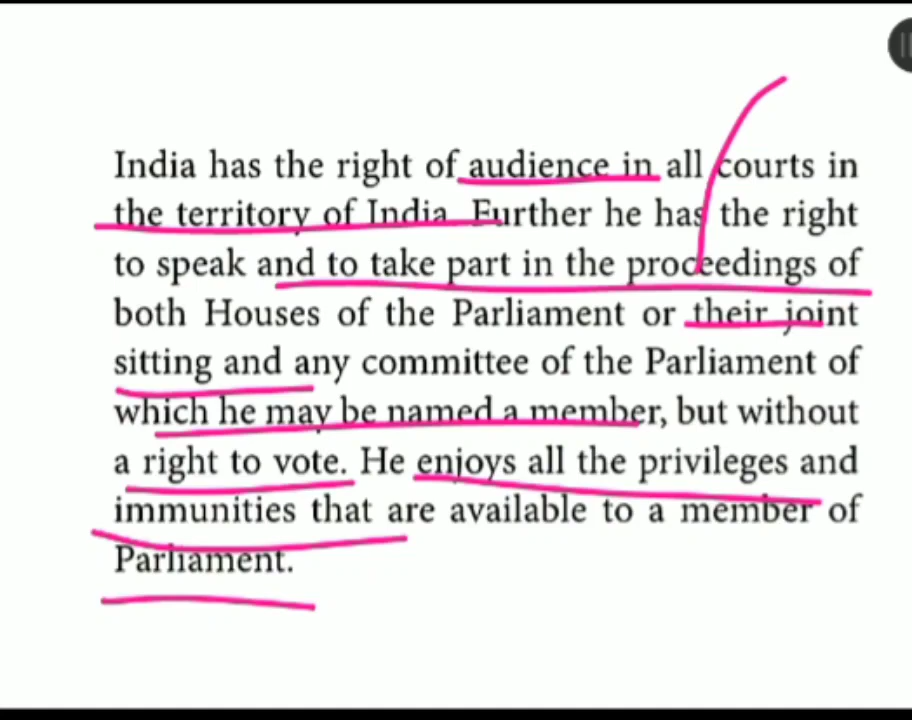 India has the right of audience in all courts in
the territory of India. Further he has the right
to speak and to take part in the proceedings of
both Houses of the Parliament or their joint
sitting and any committee of the Parliament of
which he may be named a member, but without
a right to vote. He enjoys all the privileges and
immunities that are available to a member of
Parliament.